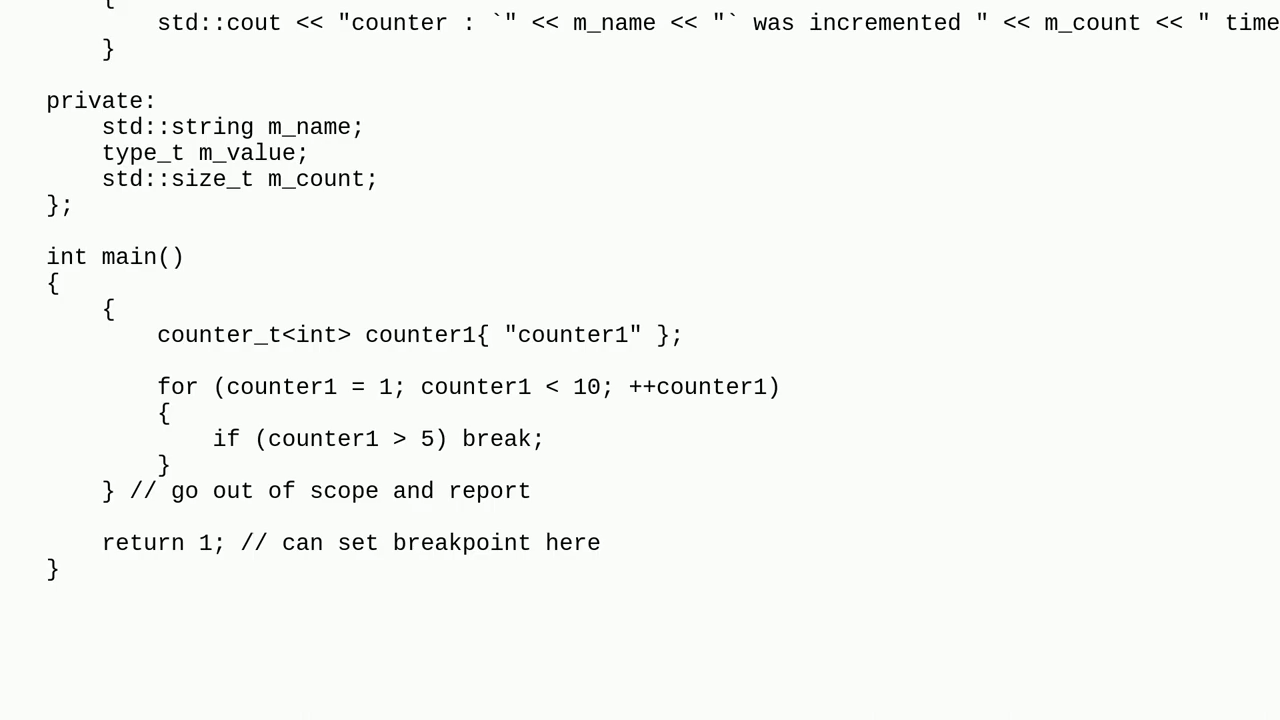 {
std::cout << "counter : `" << m_name << "` was incremented " << m_count << " time
}
private:
std::string m_name;
type_t m_value;
std::size_t m_count;
};
int main()
{
{
counter_t<int> counter1{ "counter1" };
for (counter1 = 1; counter1 < 10; ++counter1)
{
if (counter1 > 5) break;
}
} // go out of scope and report
return 1; // can set breakpoint here
}